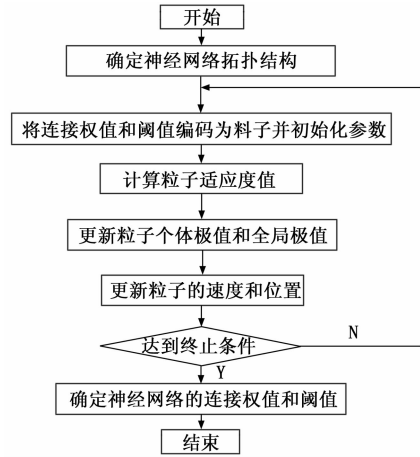 开始
确定神经网络拓扑结构
将连接权值和阈值编码为料子并初始化参数
计算粒子适应度值
更新粒子个体极值和全局极值
更新粒子的速度和位置
达到终止条件
N
Y
确定神经网络的连接权值和阈值
结束